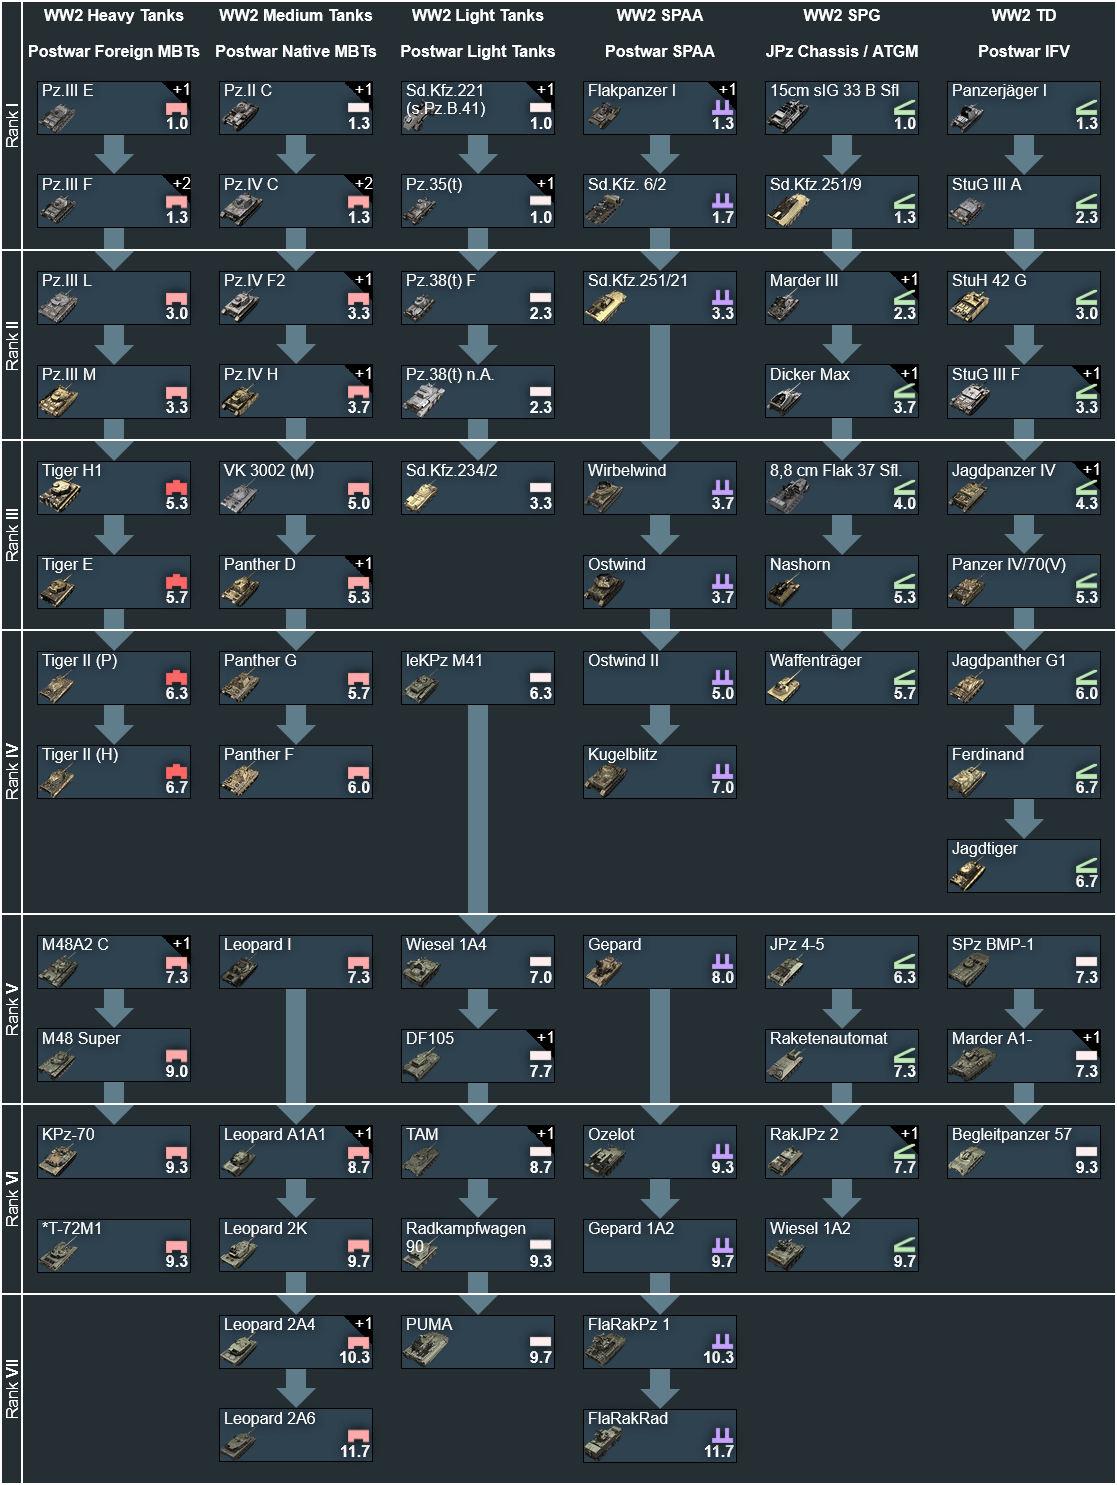 WW2 Heavy Tanks
WW2 Medium Tanks
WW2 Light Tanks
WW2 SPAA
WW2 SPG
WW2 TD
Postwar Foreign MBTs
Postwar Native MBTs
Postwar Light Tanks
Postwar SPAA
JPz Chassis / ATGM
Postwar IFV
Rank I
Pz.III E
+1
1.0
Pz.II C
+1
1.3
Sd.Kfz.221
(s.Pz.B.41)
+1
1.0
Flakpanzer I
+1
1.3
15cm sIG 33 B Sfl
1.0
Panzerjäger I
1.3
Pz.III F
+2
1.3
Pz.IV C
+2
1.3
Pz.35(t)
+1
1.0
Sd.Kfz. 6/2
1.7
Sd.Kfz.251/9
1.3
StuG III A
2.3
Rank II
Pz.III L
3.0
Pz.IV F2
+1
3.3
Pz.38(t) F
2.3
Sd.Kfz.251/21
3.3
Marder III
+1
2.3
StuH 42 G
3.0
Pz.III M
3.3
Pz.IV H
+1
3.7
Pz.38(t) n.A.
2.3
Dicker Max
+1
3.7
StuG III F
+1
3.3
Rank III
Tiger H1
5.3
VK 3002 (M)
5.0
Sd.Kfz.234/2
3.3
Wirbelwind
3.7
8,8 cm Flak 37 Sfl.
4.0
Jagdpanzer IV
+1
4.3
Tiger E
5.7
Panther D
+1
5.3
Ostwind
3.7
Nashorn
5.3
Panzer IV/70(V)
5.3
Rank IV
Tiger II (P)
6.3
Panther G
5.7
leKPz M41
6.3
Ostwind II
5.0
Waffenträger
5.7
Jagdpanther G1
6.0
Tiger II (H)
6.7
Panther F
6.0
Kugelblitz
7.0
Ferdinand
6.7
Jagdtiger
6.7
Rank V
M48A2 C
+1
7.3
Leopard I
7.3
Wiesel 1A4
7.0
Gepard
8.0
JPz 4-5
6.3
SPz BMP-1
7.3
M48 Super
9.0
DF105
+1
7.7
Raketenautomat
7.3
Marder A1-
+1
7.3
Rank VI
KPz-70
9.3
Leopard A1A1
+1
8.7
TAM
+1
8.7
Ozelot
9.3
RakJPz 2
+1
7.7
Begleitpanzer 57
9.3
*T-72M1
9.3
Leopard 2K
9.7
Radkampfwagen
90
9.3
Gepard 1A2
9.7
Wiesel 1A2
9.7
Rank VII
Leopard 2A4
+1
10.3
PUMA
9.7
FlaRakPz 1
10.3
Leopard 2A6
11.7
FlaRakRad
11.7